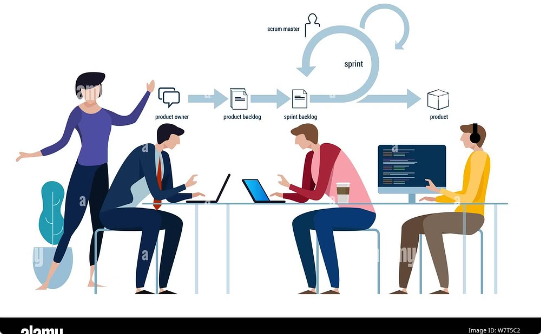 scrum master
sprint
product owner
product backlog
sprint backlog
product
alamy
Image ID: W7T5C2